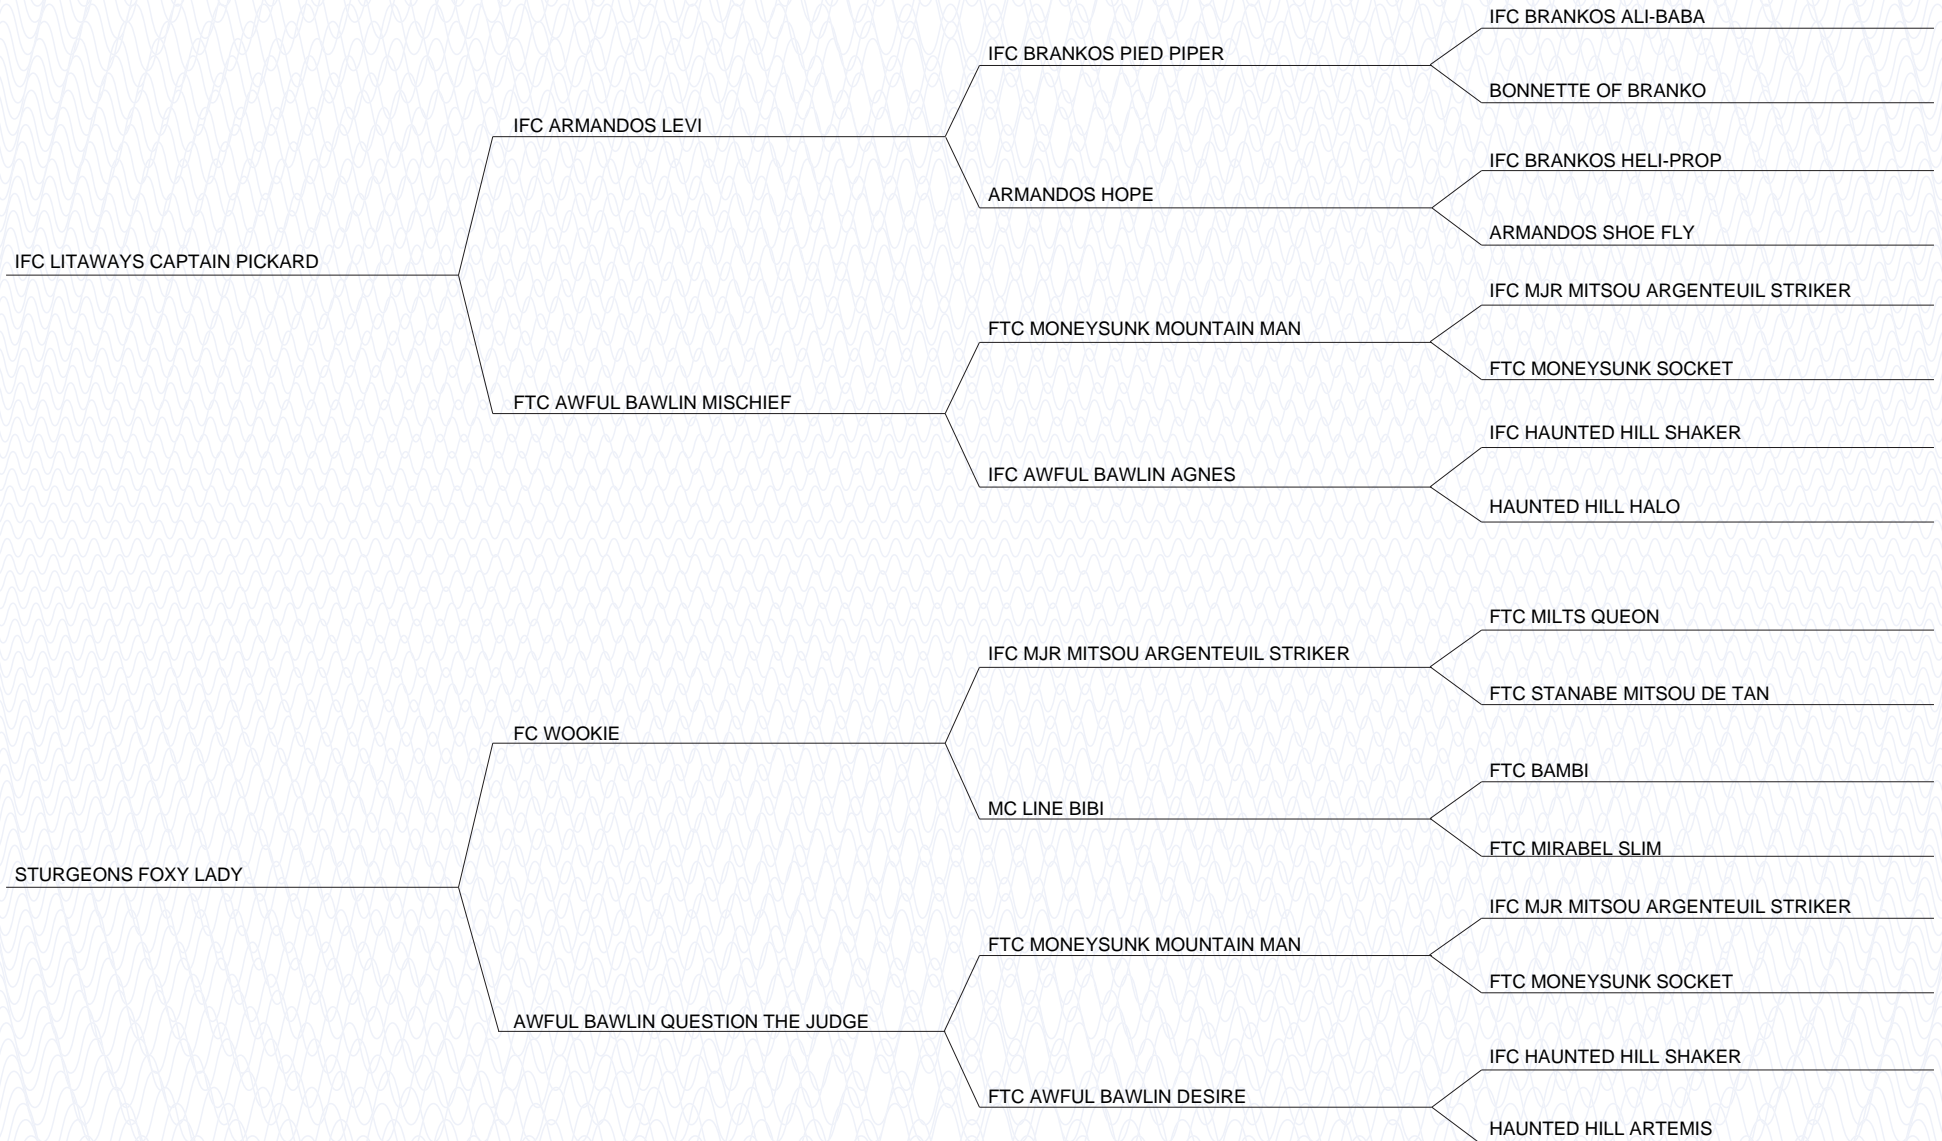 IFC BRANKOS ALI-BABA
IFC BRANKOS PIED PIPER
BONNETTE OF BRANKO
IFC ARMANDOS LEVI
IFC BRANKOS HELI-PROP
ARMANDOS HOPE
ARMANDOS SHOE FLY
IFC LITAWAYS CAPTAIN PICKARD
IFC MJR MITSOU ARGENTEUIL STRIKER
FTC MONEYSUNK MOUNTAIN MAN
FTC MONEYSUNK SOCKET
FTC AWFUL BAWLIN MISCHIEF
IFC HAUNTED HILL SHAKER
IFC AWFUL BAWLIN AGNES
HAUNTED HILL HALO
FTC MILTS QUEON
IFC MJR MITSOU ARGENTEUIL STRIKER
FTC STANABE MITSOU DE TAN
FC WOOKIE
FTC BAMBI
MC LINE BIBI
FTC MIRABEL SLIM
STURGEONS FOXY LADY
IFC MJR MITSOU ARGENTEUIL STRIKER
FTC MONEYSUNK MOUNTAIN MAN
FTC MONEYSUNK SOCKET
AWFUL BAWLIN QUESTION THE JUDGE
IFC HAUNTED HILL SHAKER
FTC AWFUL BAWLIN DESIRE
HAUNTED HILL ARTEMIS